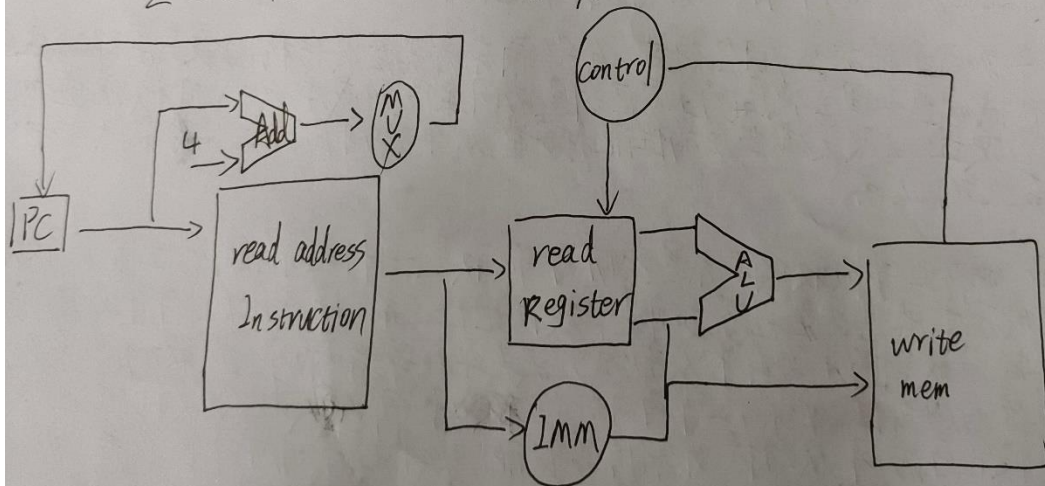 control
M
U
X
Add
4
PC
read address
Instruction
read
Register
A
L
U
write
mem
Imm